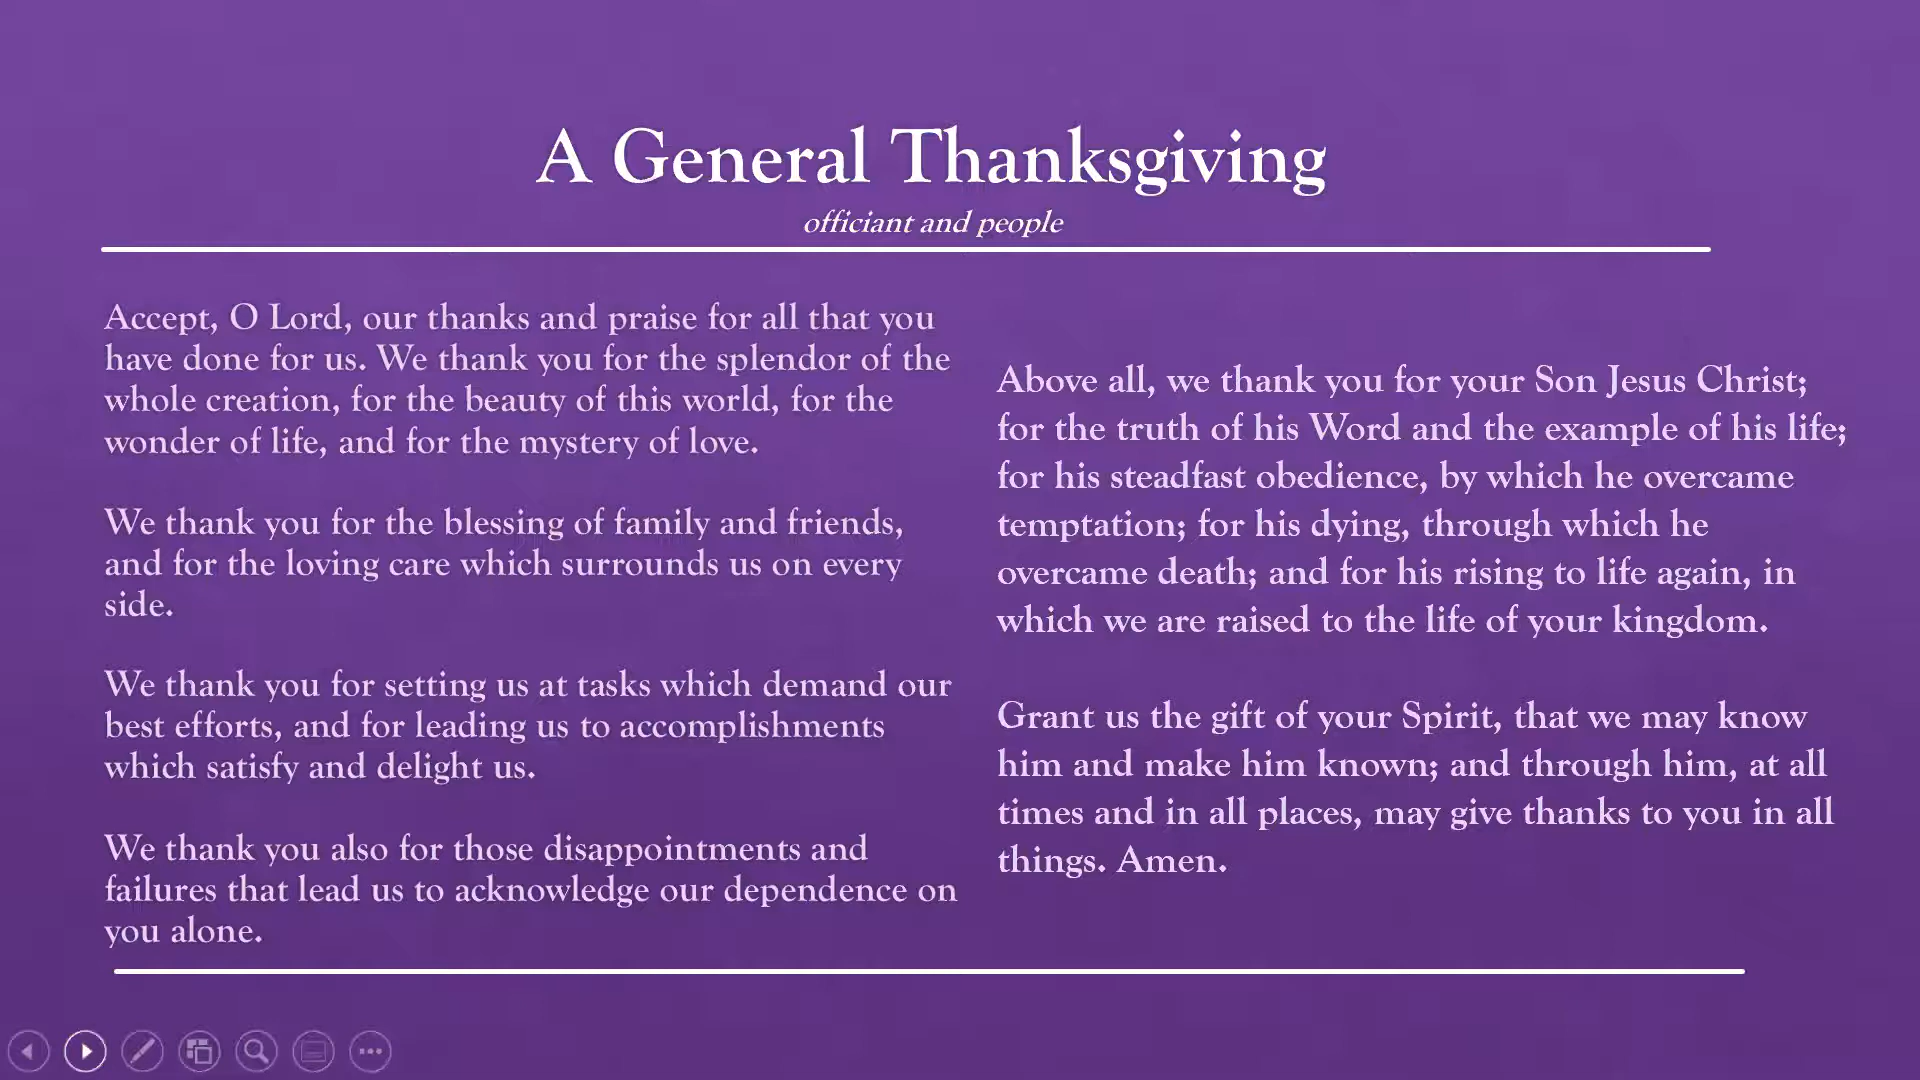 A General Thanksgiving
officiant and people
Accept, O Lord, our thanks and praise for all that you
have done for us. We thank you for the splendor of the
whole creation, for the beauty of this world, for the
wonder of life, and for the mystery of love.
We thank you for the blessing of family and friends,
and for the loving care which surrounds us on every
side.
We thank you for setting us at tasks which demand our
best efforts, and for leading us to accomplishments
which satisfy and delight us.
We thank you also for those disappointments and
failures that lead us to acknowledge our dependence on
you alone.
Above all, we thank you for your Son Jesus Christ;
for the truth of his Word and the example of his life;
for his steadfast obedience, by which he overcame
temptation; for his dying, through which he
overcame death; and for his rising to life again, in
which we are raised to the life of your kingdom.
Grant us the gift of your Spirit, that we may know
him and make him known; and through him, at all
times and in all places, may give thanks to you in all
things. Amen.